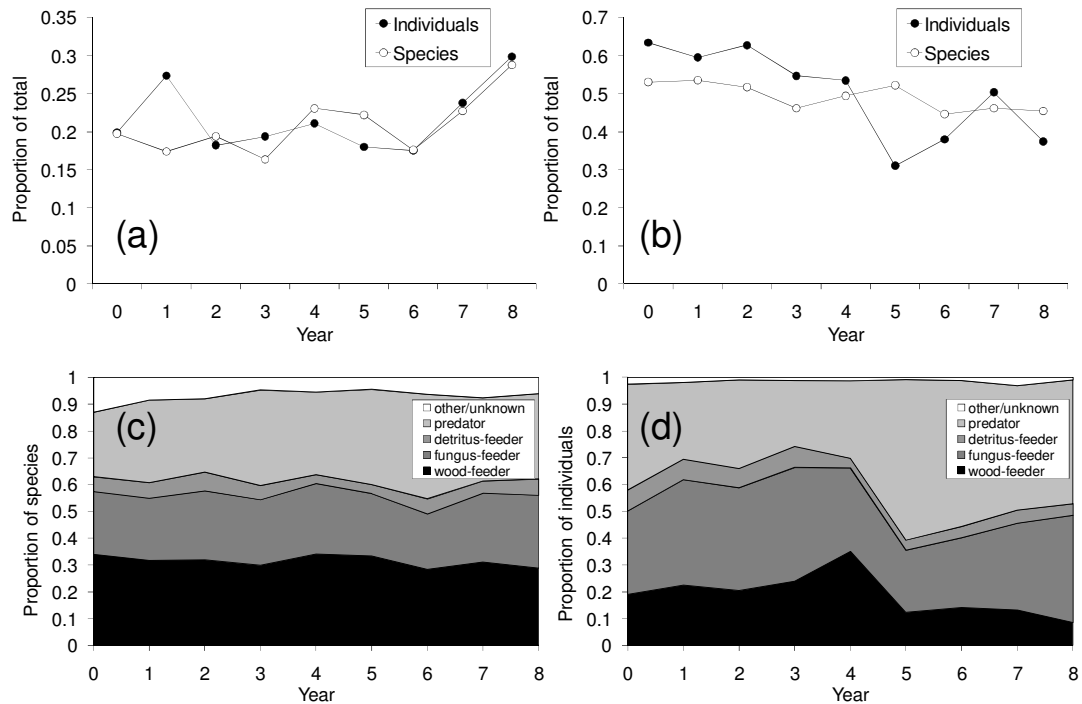 0.35
0.3
0.25
0.2
0.15
0.1
0.05
0
Proportion of total
Individuals
Species
(a)
0 1 2 3 4 5 6 7 8
Year
0.7
0.6
0.5
0.4
0.3
0.2
0.1
0
Proportion of total
Individuals
Species
(b)
0 1 2 3 4 5 6 7 8
Year
1
0.9
0.8
0.7
0.6
0.5
0.4
0.3
0.2
0.1
0
Proportion of species
(c)
other/unknown
predator
detritus-feeder
fungus-feeder
wood-feeder
0 1 2 3 4 5 6 7 8
Year
1
0.9
0.8
0.7
0.6
0.5
0.4
0.3
0.2
0.1
0
Proportion of individuals
(d)
other/unknown
predator
detritus-feeder
fungus-feeder
wood-feeder
0 1 2 3 4 5 6 7 8
Year